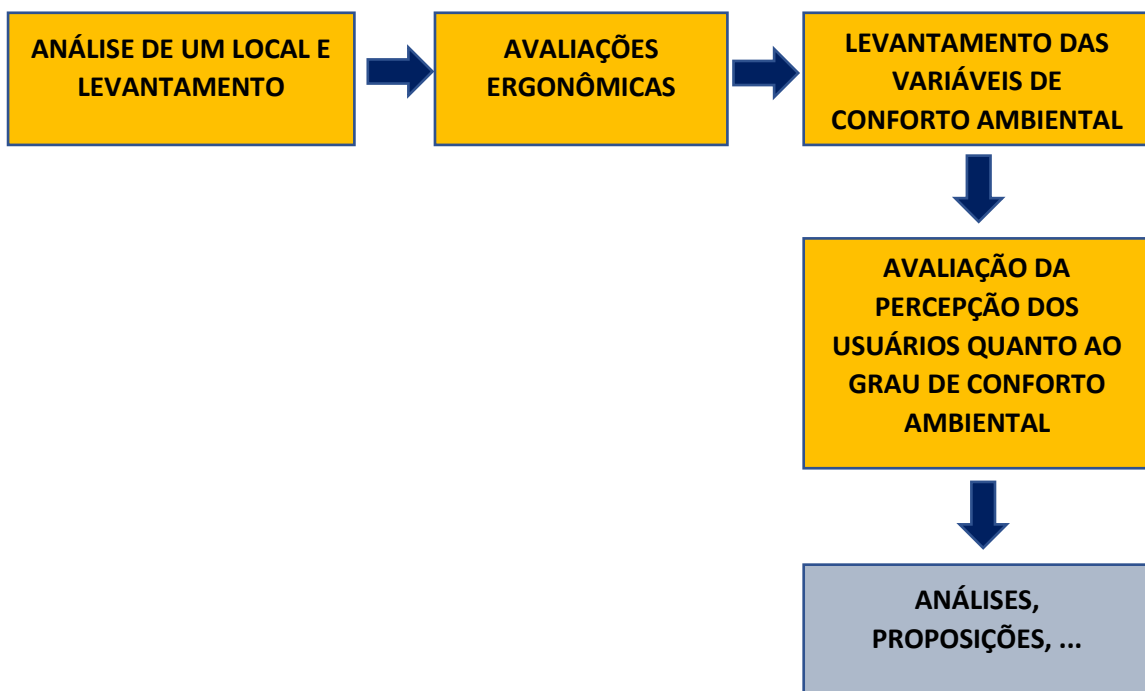 ANÁLISE DE UM LOCAL E
LEVANTAMENTO
AVALIAÇÕES
ERGONÔMICAS
LEVANTAMENTO DAS
VARIÁVEIS DE
CONFORTO AMBIENTAL
AVALIAÇÃO DA
PERCEPÇÃO DOS
USUÁRIOS QUANTO AO
GRAU DE CONFORTO
AMBIENTAL
ANÁLISES,
PROPOSIÇÕES, ...